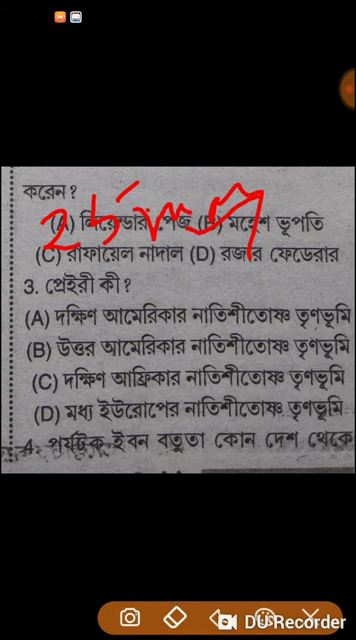 করেন ?
(A) লিয়েন্ডার পেজ (B) মহেশ ভূপতি
(C) রাফায়েল নাদাল (D) রজার ফেডেরার
3. প্রেইরী কী ?
(A) দক্ষিণ আমেরিকার নাতিশীতোষ্ণ তৃণভূমি
(B) উত্তর আমেরিকার নাতিশীতোষ্ণ তৃণভূমি
(C) দক্ষিণ আফ্রিকার নাতিশীতোষ্ণ তৃণভূমি
(D) মধ্য ইউরোপের নাতিশীতোষ্ণ তৃণভূমি
4. পর্যটক ইবন বতুতা কোন দেশ থেকে
DU Recorder